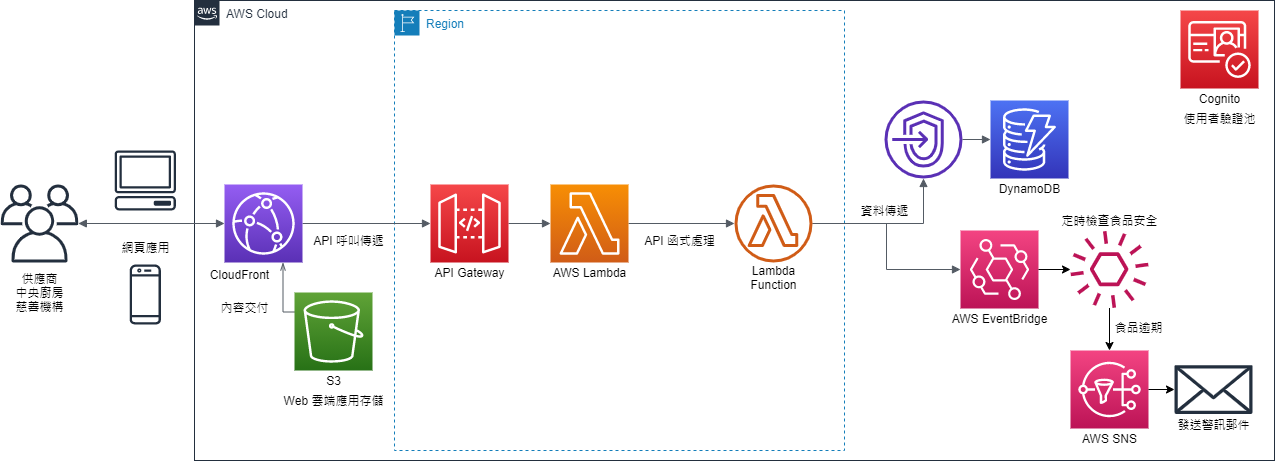 aws
AWS Cloud
Region
Cognito
使用者驗證池
DynamoDB
網頁應用
供應商
中央廚房
慈善機構
CloudFront
API 呼叫傳遞
API Gateway
AWS Lambda
API 函式處理
Lambda
Function
資料傳遞
定時檢查食品安全
AWS EventBridge
食品逾期
內容交付
S3
Web 雲端應用存儲
AWS SNS
發送警訊郵件